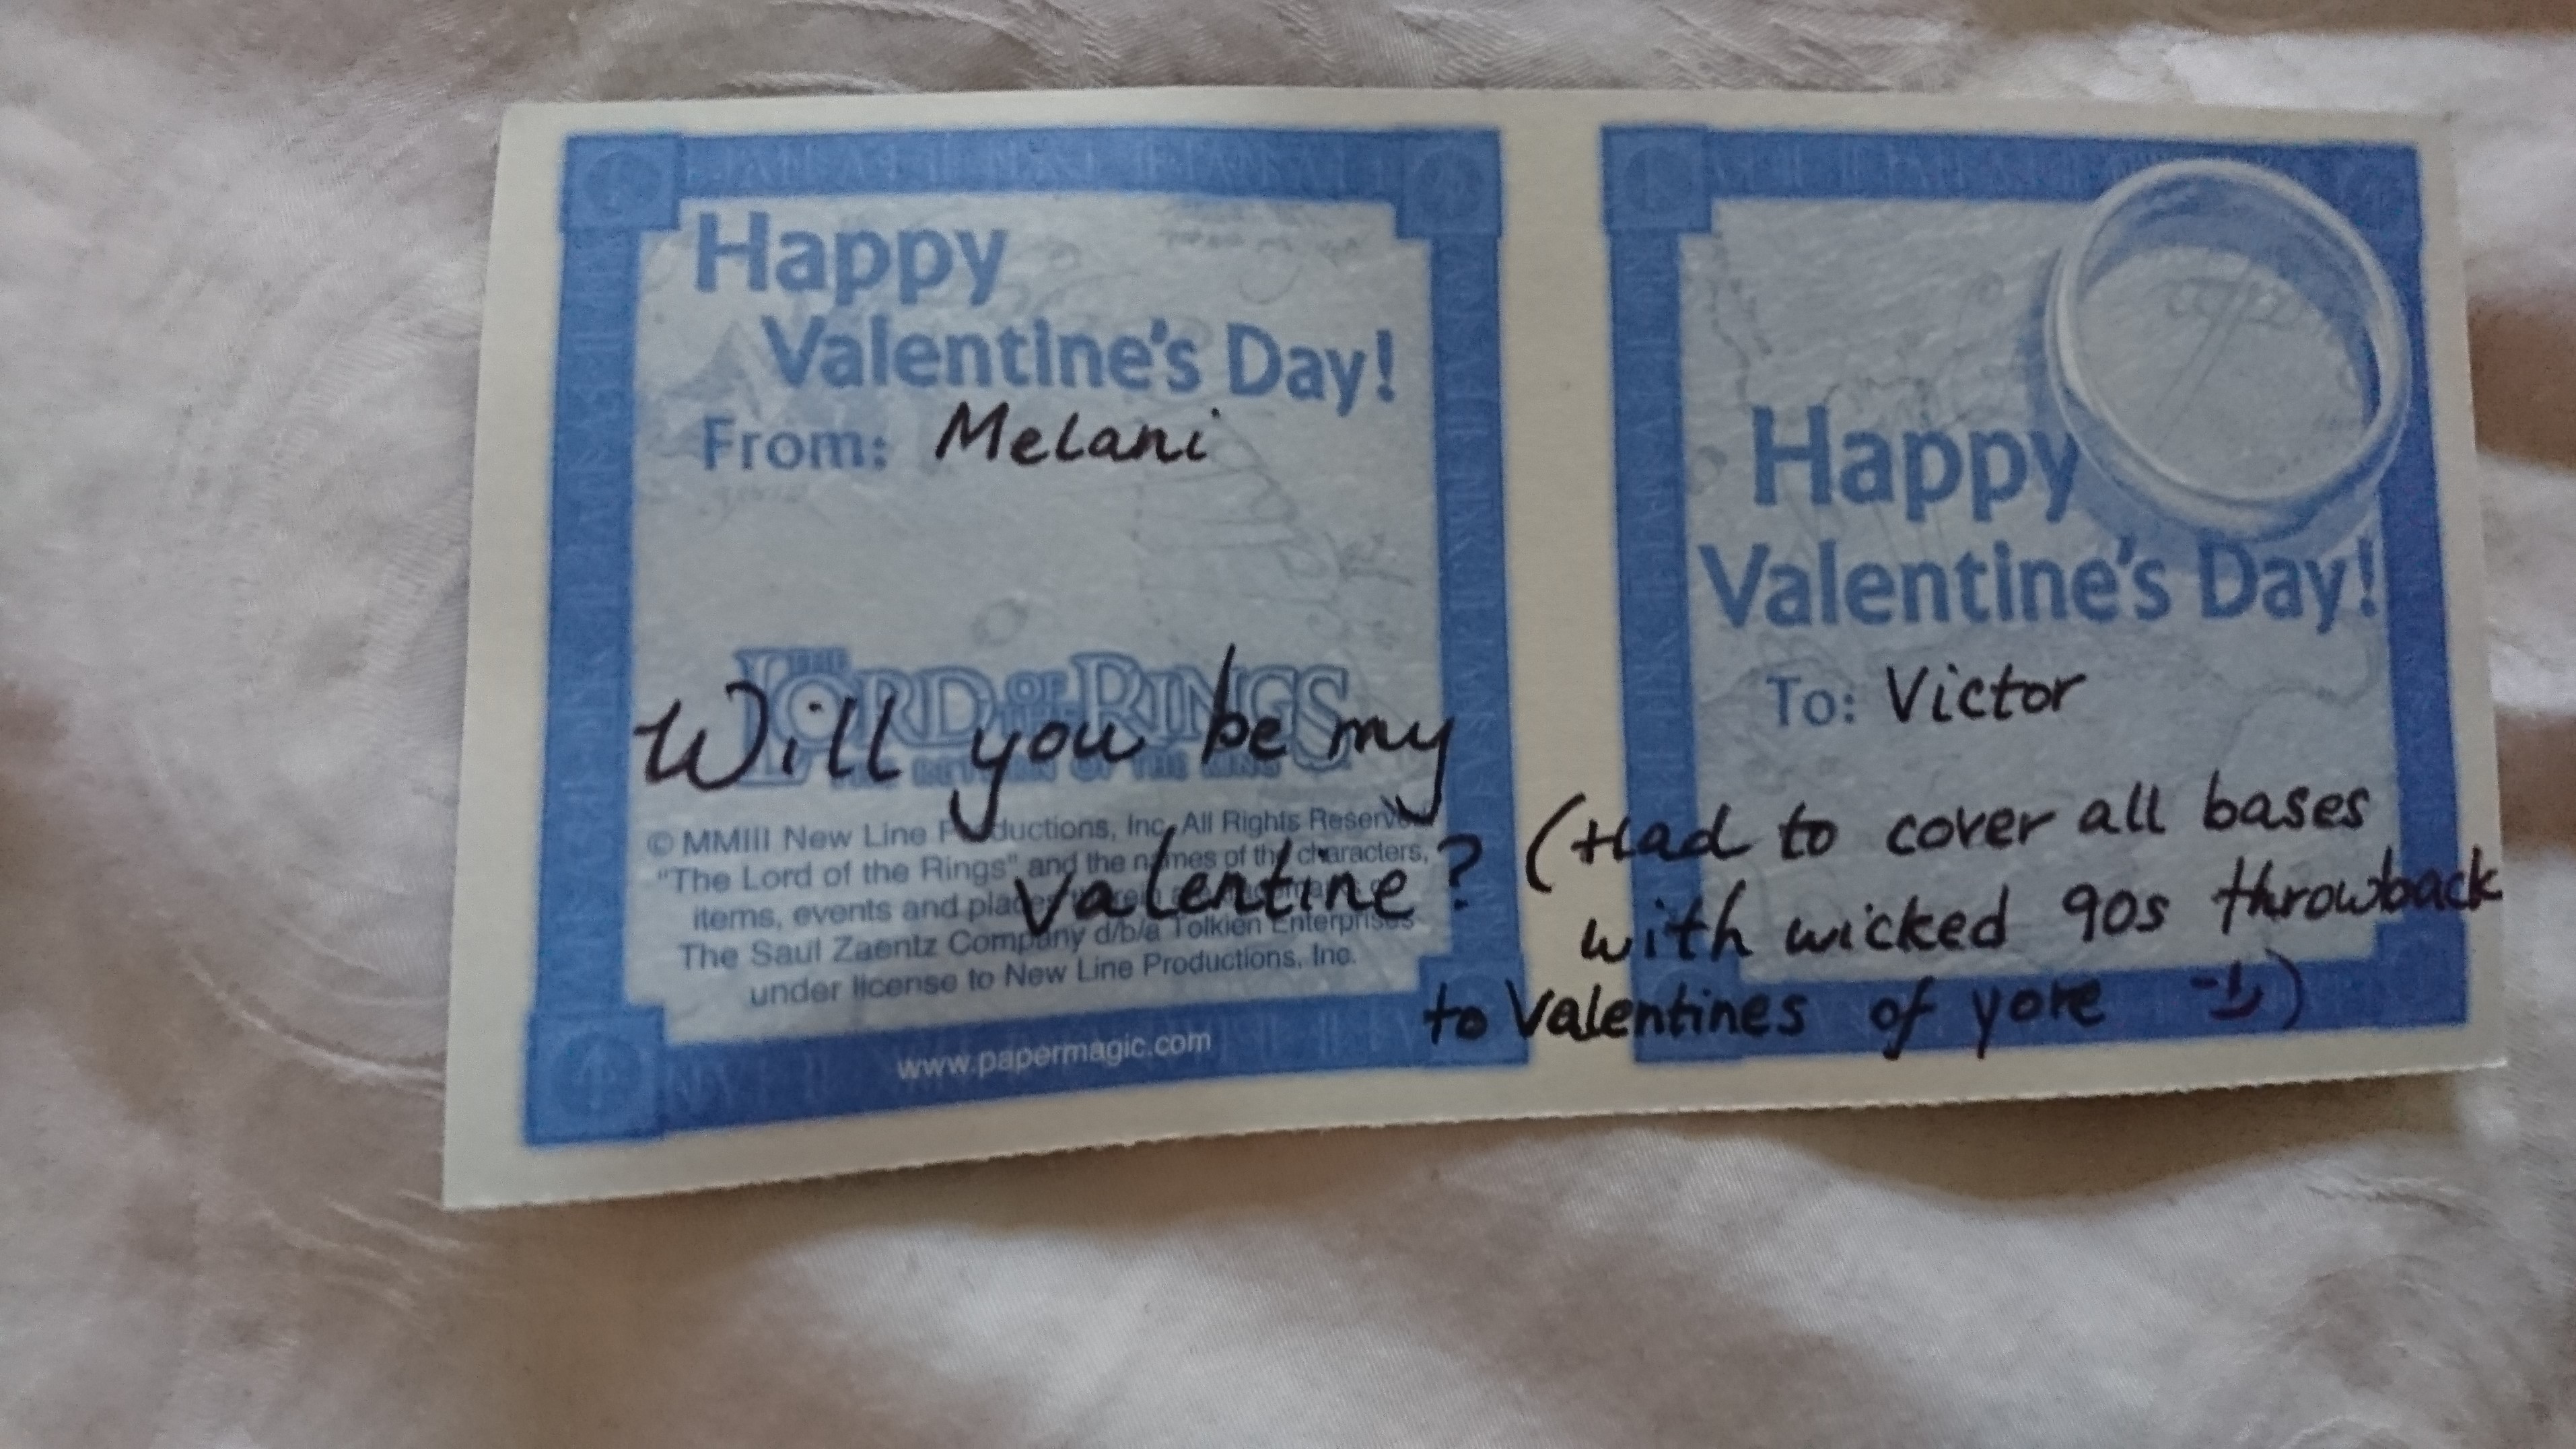 Happy
Valentine's Day!
From: Melani
THE
LORD OF THE RINGS
THE RETURN OF THE KING
Will you be my
Valentine?
© MMIII New Line Productions, Inc. All Rights Reserved.
"The Lord of the Rings" and the names of the characters,
items, events and places therein are trademarks of
The Saul Zaentz Company d/b/a Tolkien Enterprises
under license to New Line Productions, Inc.
www.papermagic.com
Happy
Valentine's Day!
To: Victor
(Had to cover all bases
with wicked 90s throwback
to Valentines of yore :))